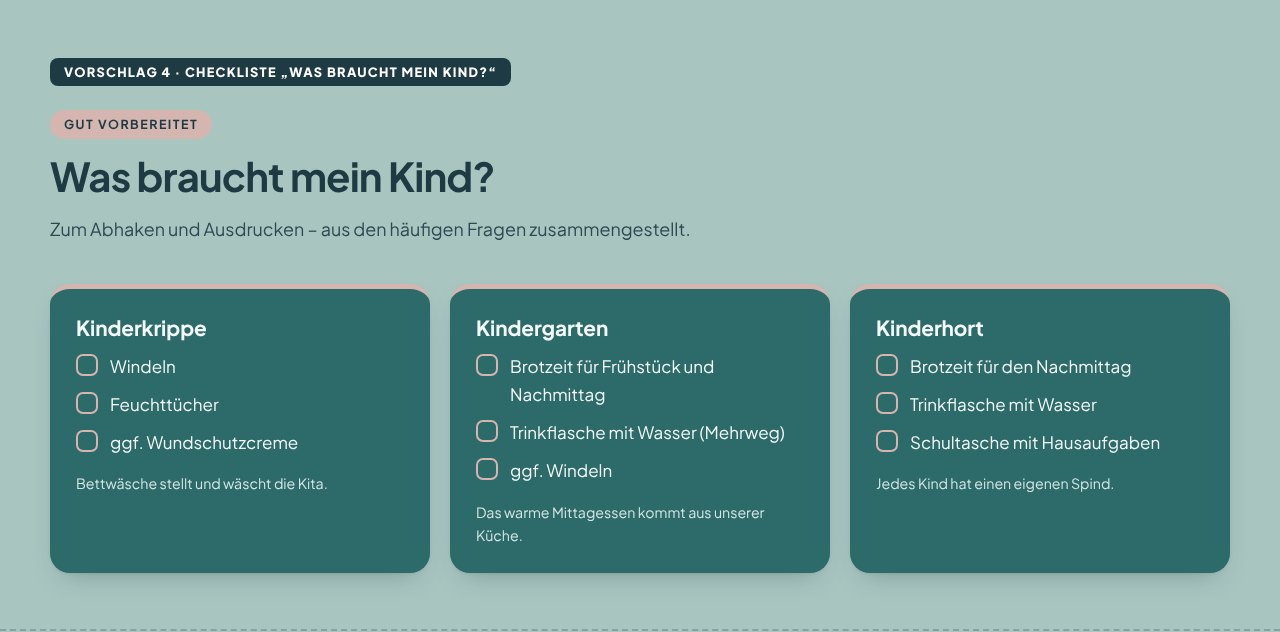 VORSCHLAG 4 · CHECKLISTE „WAS BRAUCHT MEIN KIND?“
GUT VORBEREITET
Was braucht mein Kind?
Zum Abhaken und Ausdrucken – aus den häufigen Fragen zusammengestellt.
Kinderkrippe
Windeln
Feuchttücher
ggf. Wundschutzcreme
Bettwäsche stellt und wäscht die Kita.
Kindergarten
Brotzeit für Frühstück und
Nachmittag
Trinkflasche mit Wasser (Mehrweg)
ggf. Windeln
Das warme Mittagessen kommt aus unserer
Küche.
Kinderhort
Brotzeit für den Nachmittag
Trinkflasche mit Wasser
Schultasche mit Hausaufgaben
Jedes Kind hat einen eigenen Spind.